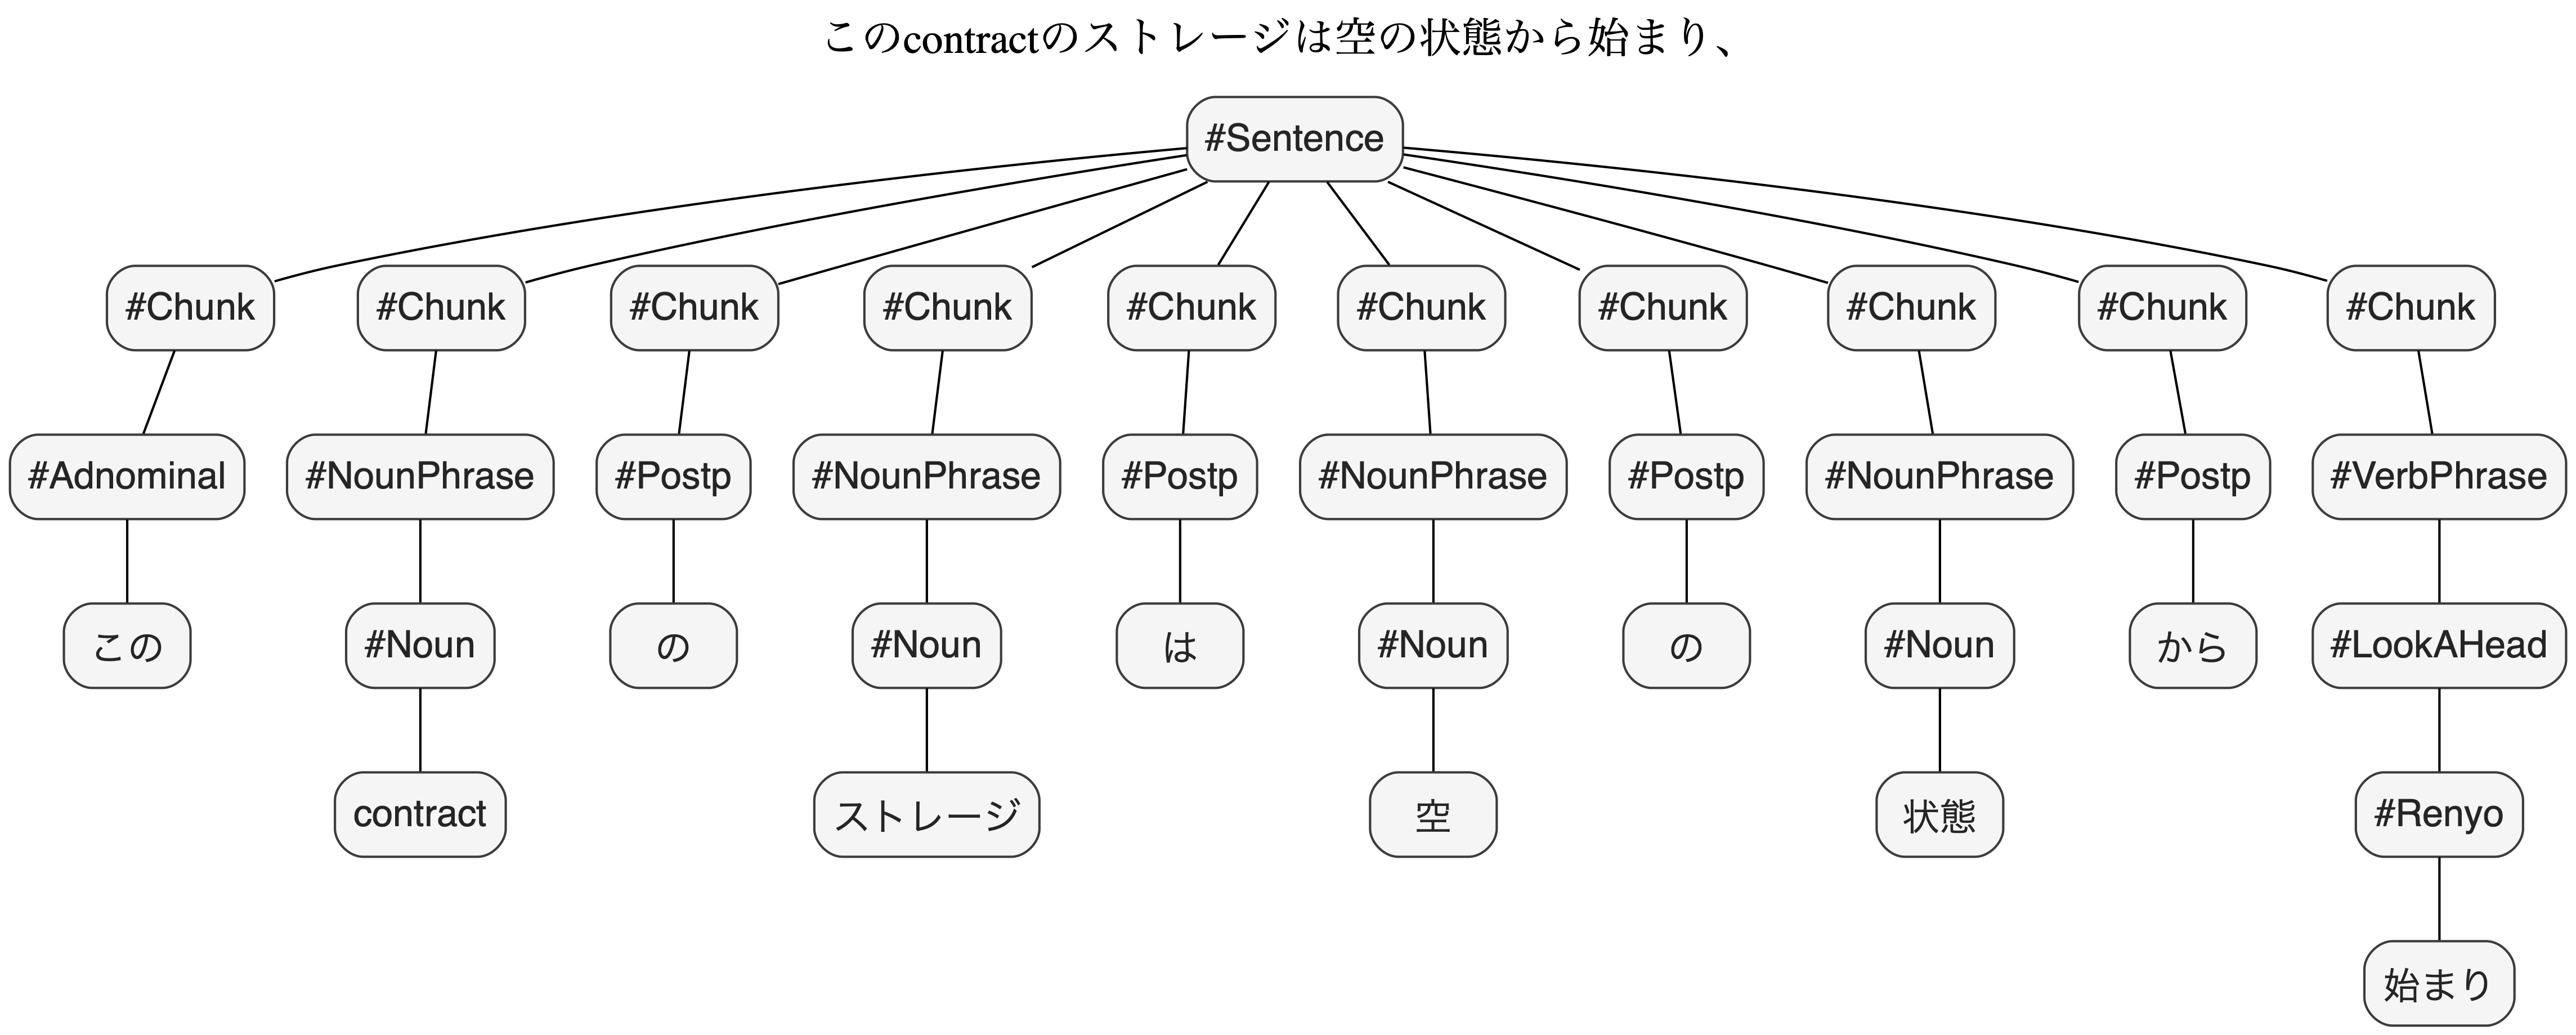 このcontractのストレージは空の状態から始まり、
#Sentence
#Chunk #Chunk #Chunk #Chunk #Chunk #Chunk #Chunk #Chunk #Chunk #Chunk
#Adnominal #NounPhrase #Postp #NounPhrase #Postp #NounPhrase #Postp #NounPhrase #Postp #VerbPhrase
この #Noun の #Noun は #Noun の #Noun から #LookAHead
contract ストレージ 空 状態 #Renyo
始まり